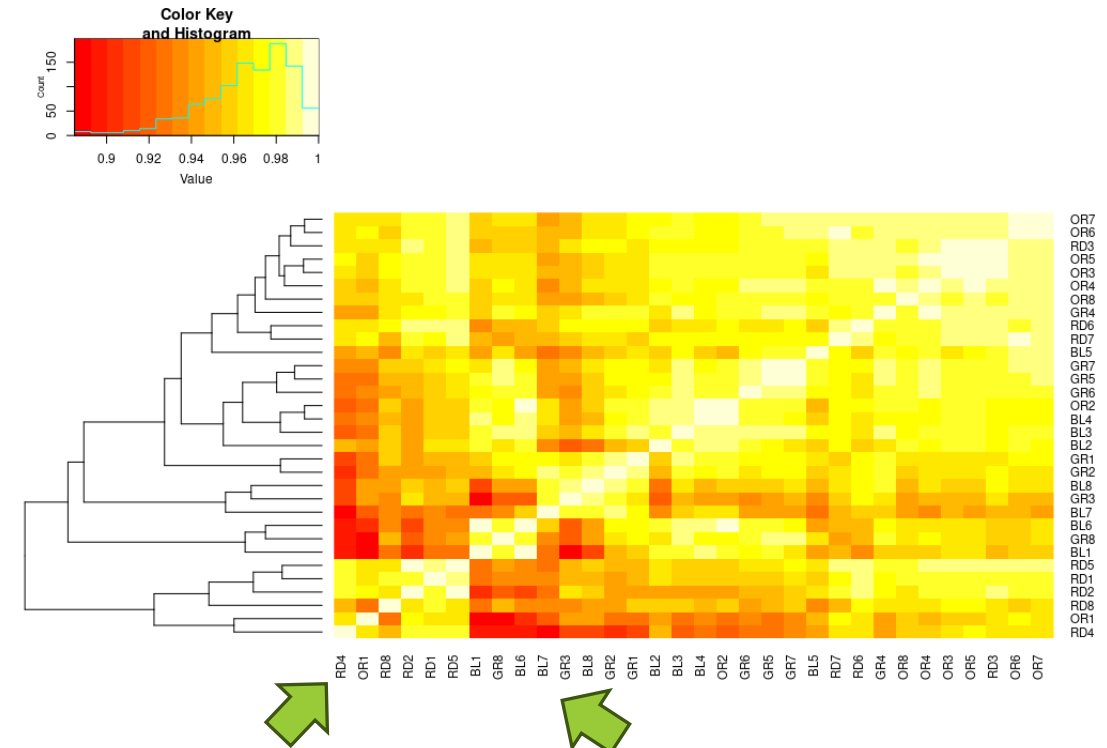 Color Key
and Histogram
Count
0 50 150
0.9 0.92 0.94 0.96 0.98 1
Value
OR7
OR6
RD3
OR5
OR3
OR4
OR8
GR4
RD6
RD7
BL5
GR7
GR5
GR6
OR2
BL4
BL3
BL2
GR1
GR2
BL8
GR3
BL7
BL6
GR8
BL1
RD5
RD1
RD2
RD8
OR1
RD4
RD4 OR1 RD8 RD2 RD1 RD5 BL1 GR8 BL6 BL7 GR3 BL8 GR2 GR1 BL2 BL3 BL4 OR2 GR6 GR5 GR7 BL5 RD7 RD6 GR4 OR8 OR4 OR3 OR5 RD3 OR6 OR7